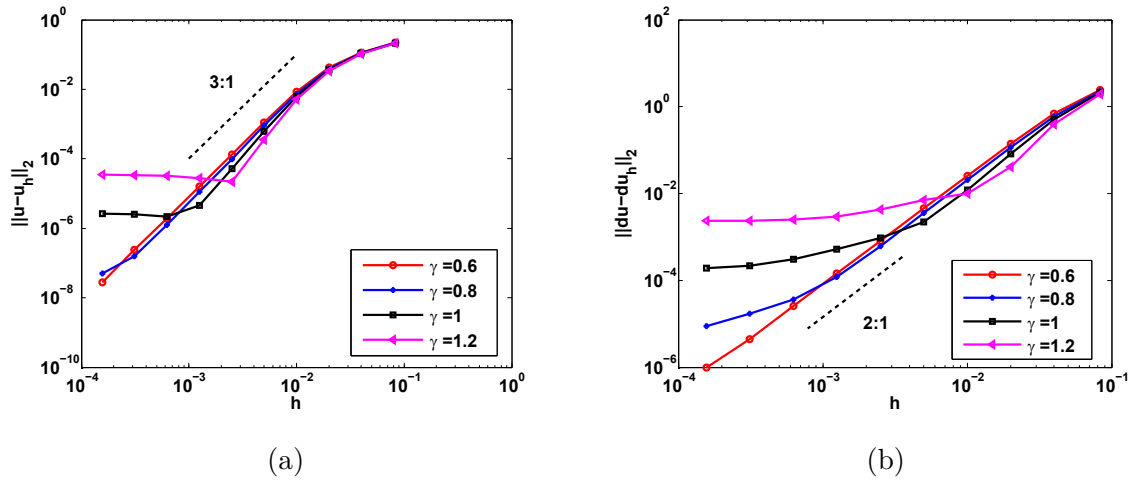 10^0
10^{-2}
10^{-4}
10^{-6}
10^{-8}
10^{-10}
||u−u_h||_2
3:1
γ =0.6
γ =0.8
γ =1
γ =1.2
10^{-4} 10^{-3} 10^{-2} 10^{-1} 10^0
h
(a)
10^2
10^0
10^{-2}
10^{-4}
10^{-6}
||du−du_h||_2
2:1
γ =0.6
γ =0.8
γ =1
γ =1.2
10^{-4} 10^{-3} 10^{-2} 10^{-1}
h
(b)